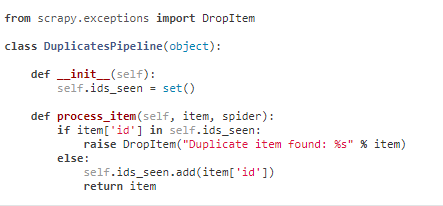 from scrapy.exceptions import DropItem
class DuplicatesPipeline(object):
def __init__(self):
self.ids_seen = set()
def process_item(self, item, spider):
if item['id'] in self.ids_seen:
raise DropItem("Duplicate item found: %s" % item)
else:
self.ids_seen.add(item['id'])
return item